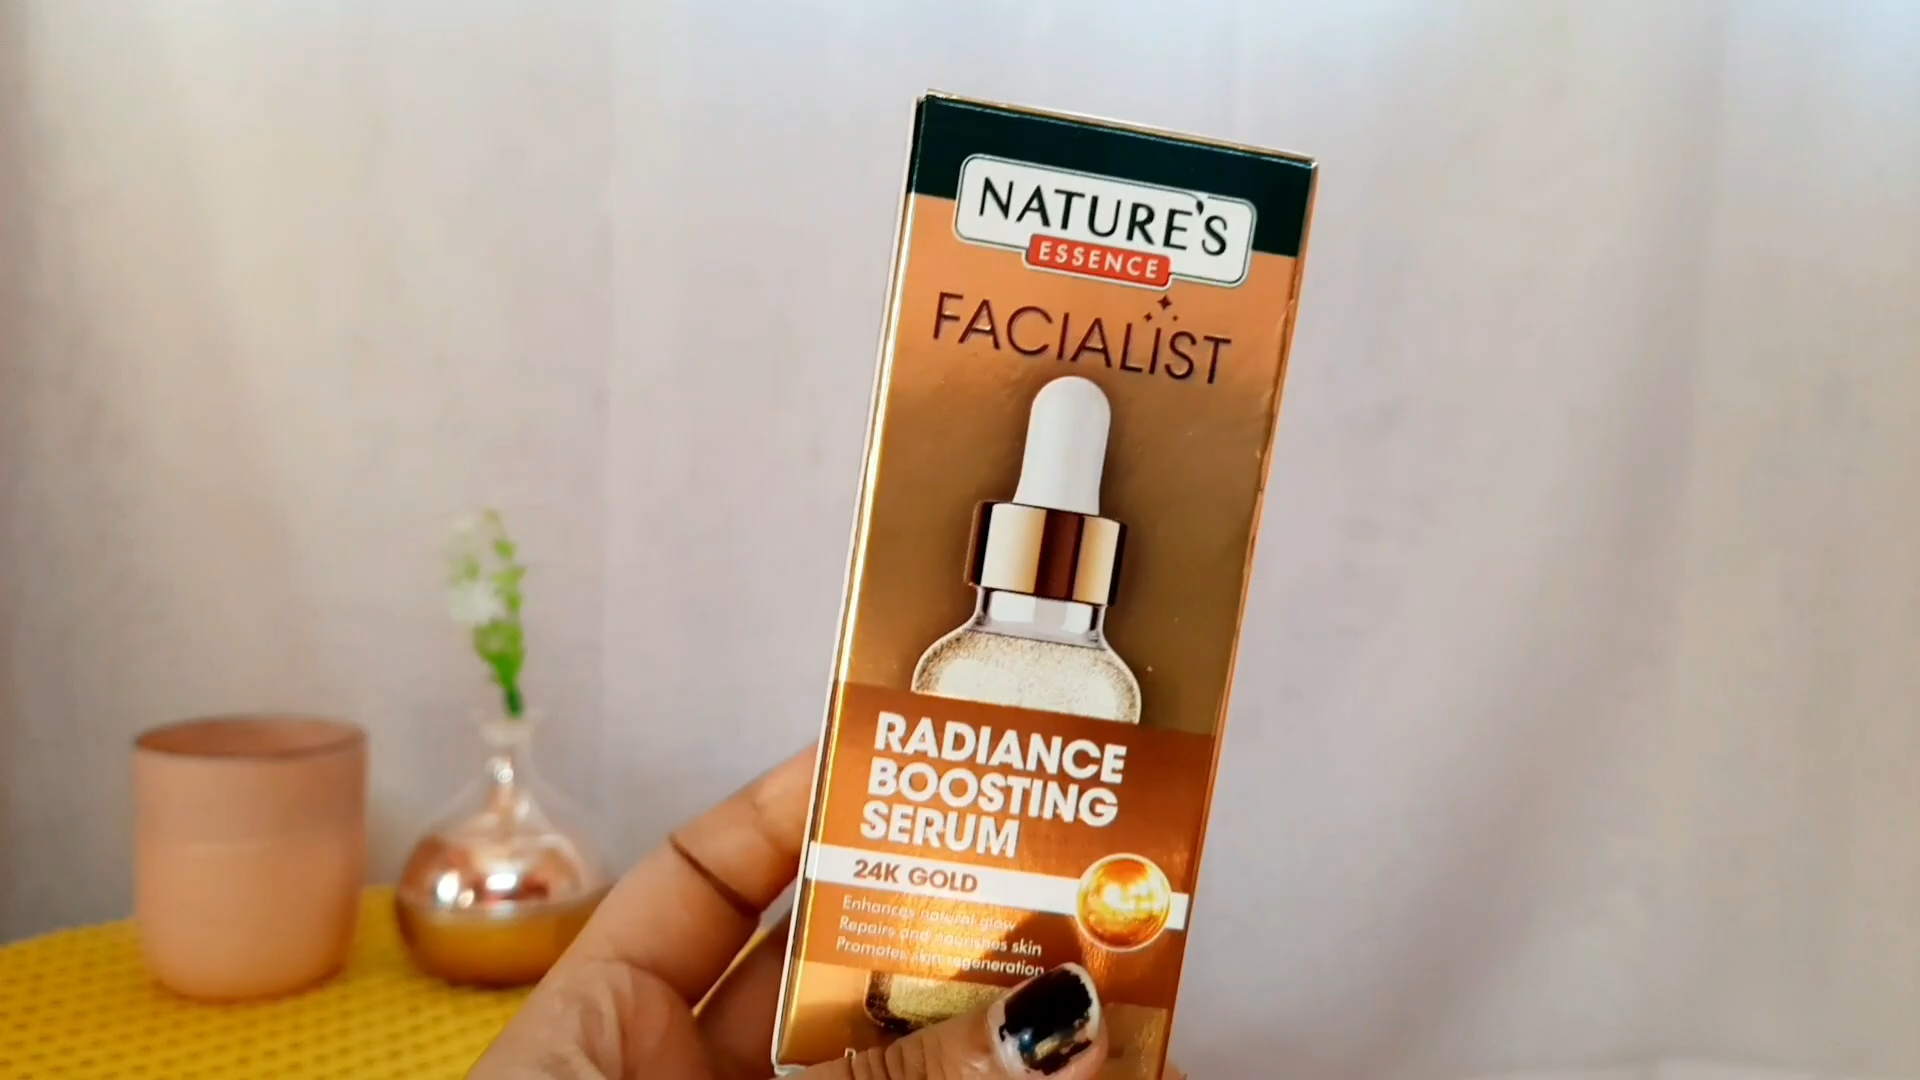 NATURE'S
ESSENCE
FACIALIST
RADIANCE
BOOSTING
SERUM
24K GOLD
Enhances natural glow
Repairs and nourishes skin
Promotes skin regeneration